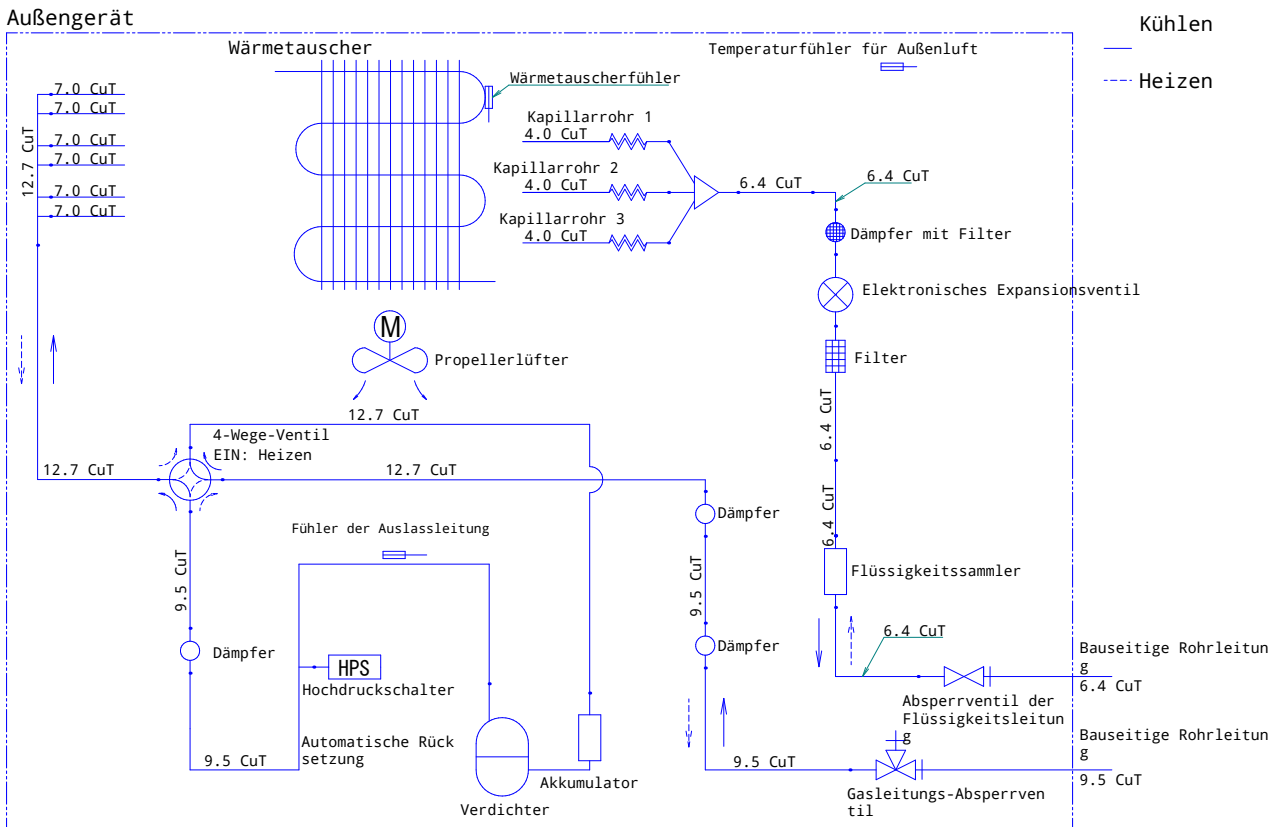 Außengerät
Kühlen
Heizen
Wärmetauscher
Temperaturfühler für Außenluft
Wärmetauscherfühler
7.0 CuT
7.0 CuT
7.0 CuT
7.0 CuT
7.0 CuT
7.0 CuT
12.7 CuT
Kapillarrohr 1
4.0 CuT
Kapillarrohr 2
4.0 CuT
Kapillarrohr 3
4.0 CuT
6.4 CuT
6.4 CuT
Dämpfer mit Filter
Elektronisches Expansionsventil
M
Propellerlüfter
Filter
6.4 CuT
12.7 CuT
4-Wege-Ventil
EIN: Heizen
12.7 CuT
12.7 CuT
6.4 CuT
Dämpfer
Fühler der Auslassleitung
9.5 CuT
9.5 CuT
Flüssigkeitssammler
Dämpfer
Dämpfer
6.4 CuT
HPS
Hochdruckschalter
Bauseitige Rohrleitun
g
6.4 CuT
Absperrventil der
Flüssigkeitsleitun
g
Automatische Rück
setzung
9.5 CuT
9.5 CuT
Bauseitige Rohrleitun
g
9.5 CuT
Akkumulator
Verdichter
Gasleitungs-Absperrven
til